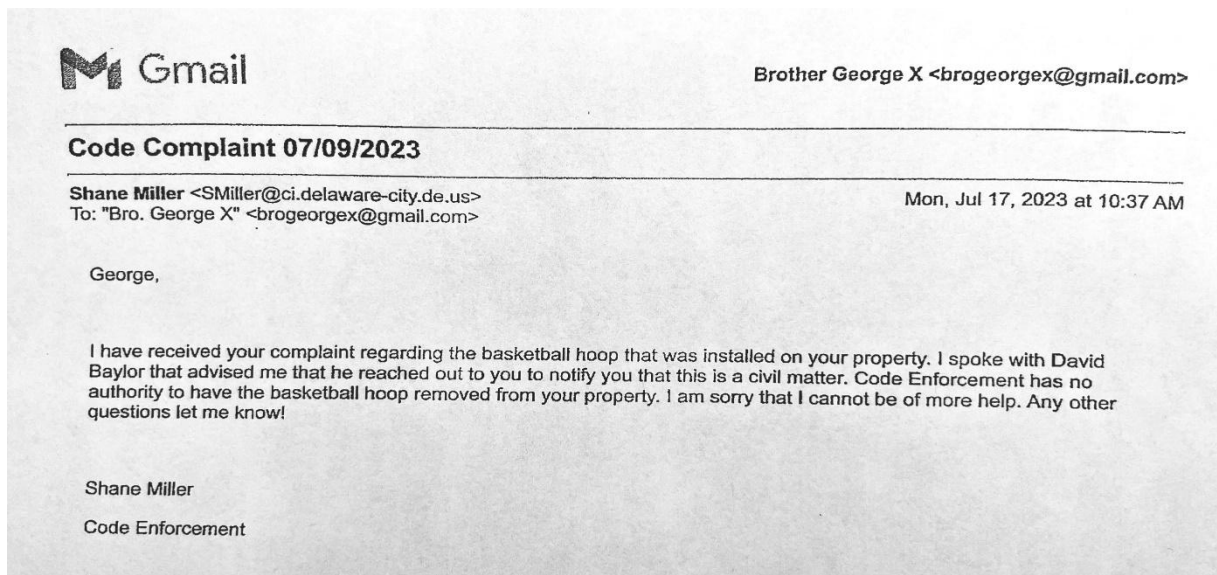 Gmail
Brother George X <brogeorgex@gmail.com>
Code Complaint 07/09/2023
Shane Miller <SMiller@ci.delaware-city.de.us>
Mon, Jul 17, 2023 at 10:37 AM
To: "Bro. George X" <brogeorgex@gmail.com>
George,
I have received your complaint regarding the basketball hoop that was installed on your property. I spoke with David
Baylor that advised me that he reached out to you to notify you that this is a civil matter. Code Enforcement has no
authority to have the basketball hoop removed from your property. I am sorry that I cannot be of more help. Any other
questions let me know!
Shane Miller
Code Enforcement